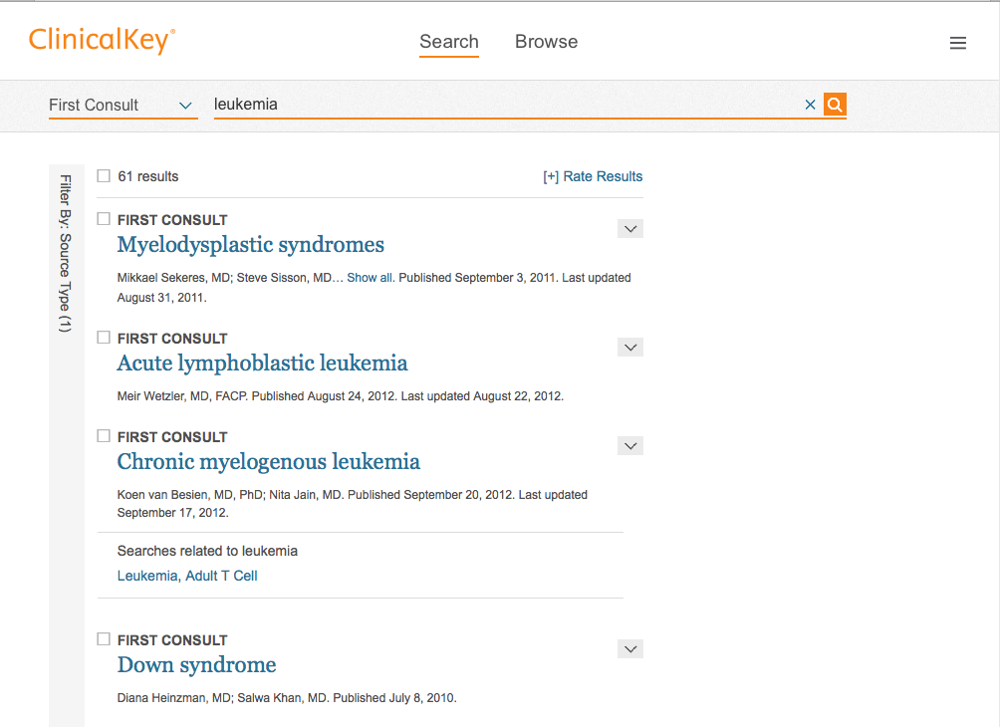 ClinicalKey®
Search Browse
First Consult leukemia
Filter By: Source Type (1)
61 results [+] Rate Results
FIRST CONSULT
Myelodysplastic syndromes
Mikkael Sekeres, MD; Steve Sisson, MD… Show all. Published September 3, 2011. Last updated
August 31, 2011.
FIRST CONSULT
Acute lymphoblastic leukemia
Meir Wetzler, MD, FACP. Published August 24, 2012. Last updated August 22, 2012.
FIRST CONSULT
Chronic myelogenous leukemia
Koen van Besien, MD, PhD; Nita Jain, MD. Published September 20, 2012. Last updated
September 17, 2012.
Searches related to leukemia
Leukemia, Adult T Cell
FIRST CONSULT
Down syndrome
Diana Heinzman, MD; Salwa Khan, MD. Published July 8, 2010.